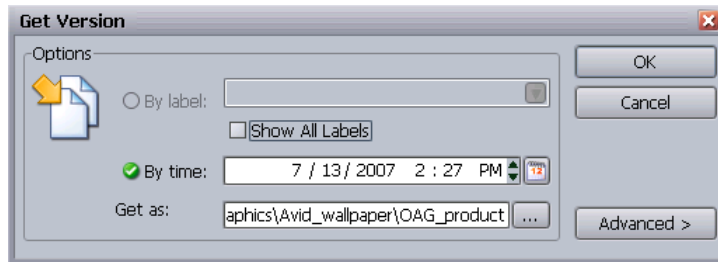 Get Version
Options
OK
By label:
Cancel
Show All Labels
By time: 7 / 13 / 2007 2 : 27 PM 12
Get as: aphics\Avid_wallpaper\OAG_product ...
Advanced >